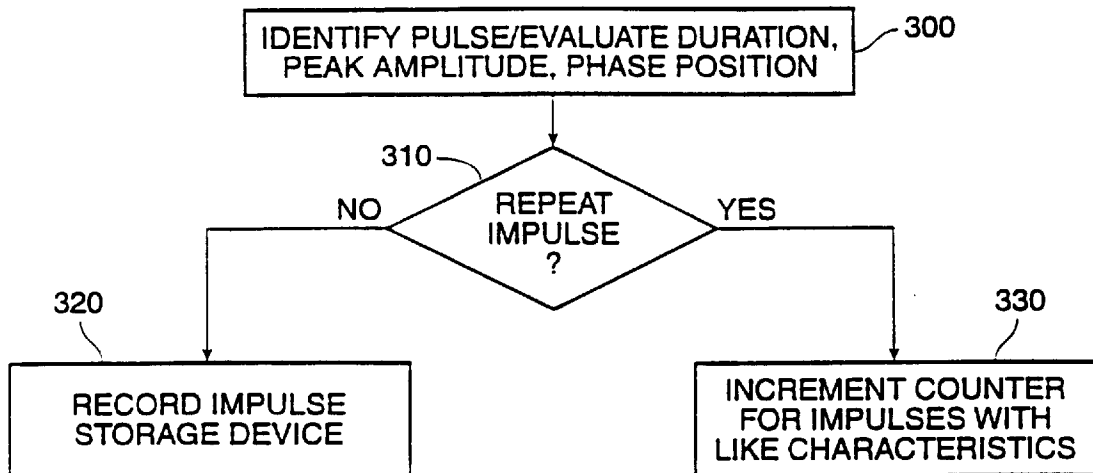 IDENTIFY PULSE/EVALUATE DURATION,
PEAK AMPLITUDE, PHASE POSITION
300
310
NO
REPEAT
IMPULSE
?
YES
320
330
RECORD IMPULSE
STORAGE DEVICE
INCREMENT COUNTER
FOR IMPULSES WITH
LIKE CHARACTERISTICS